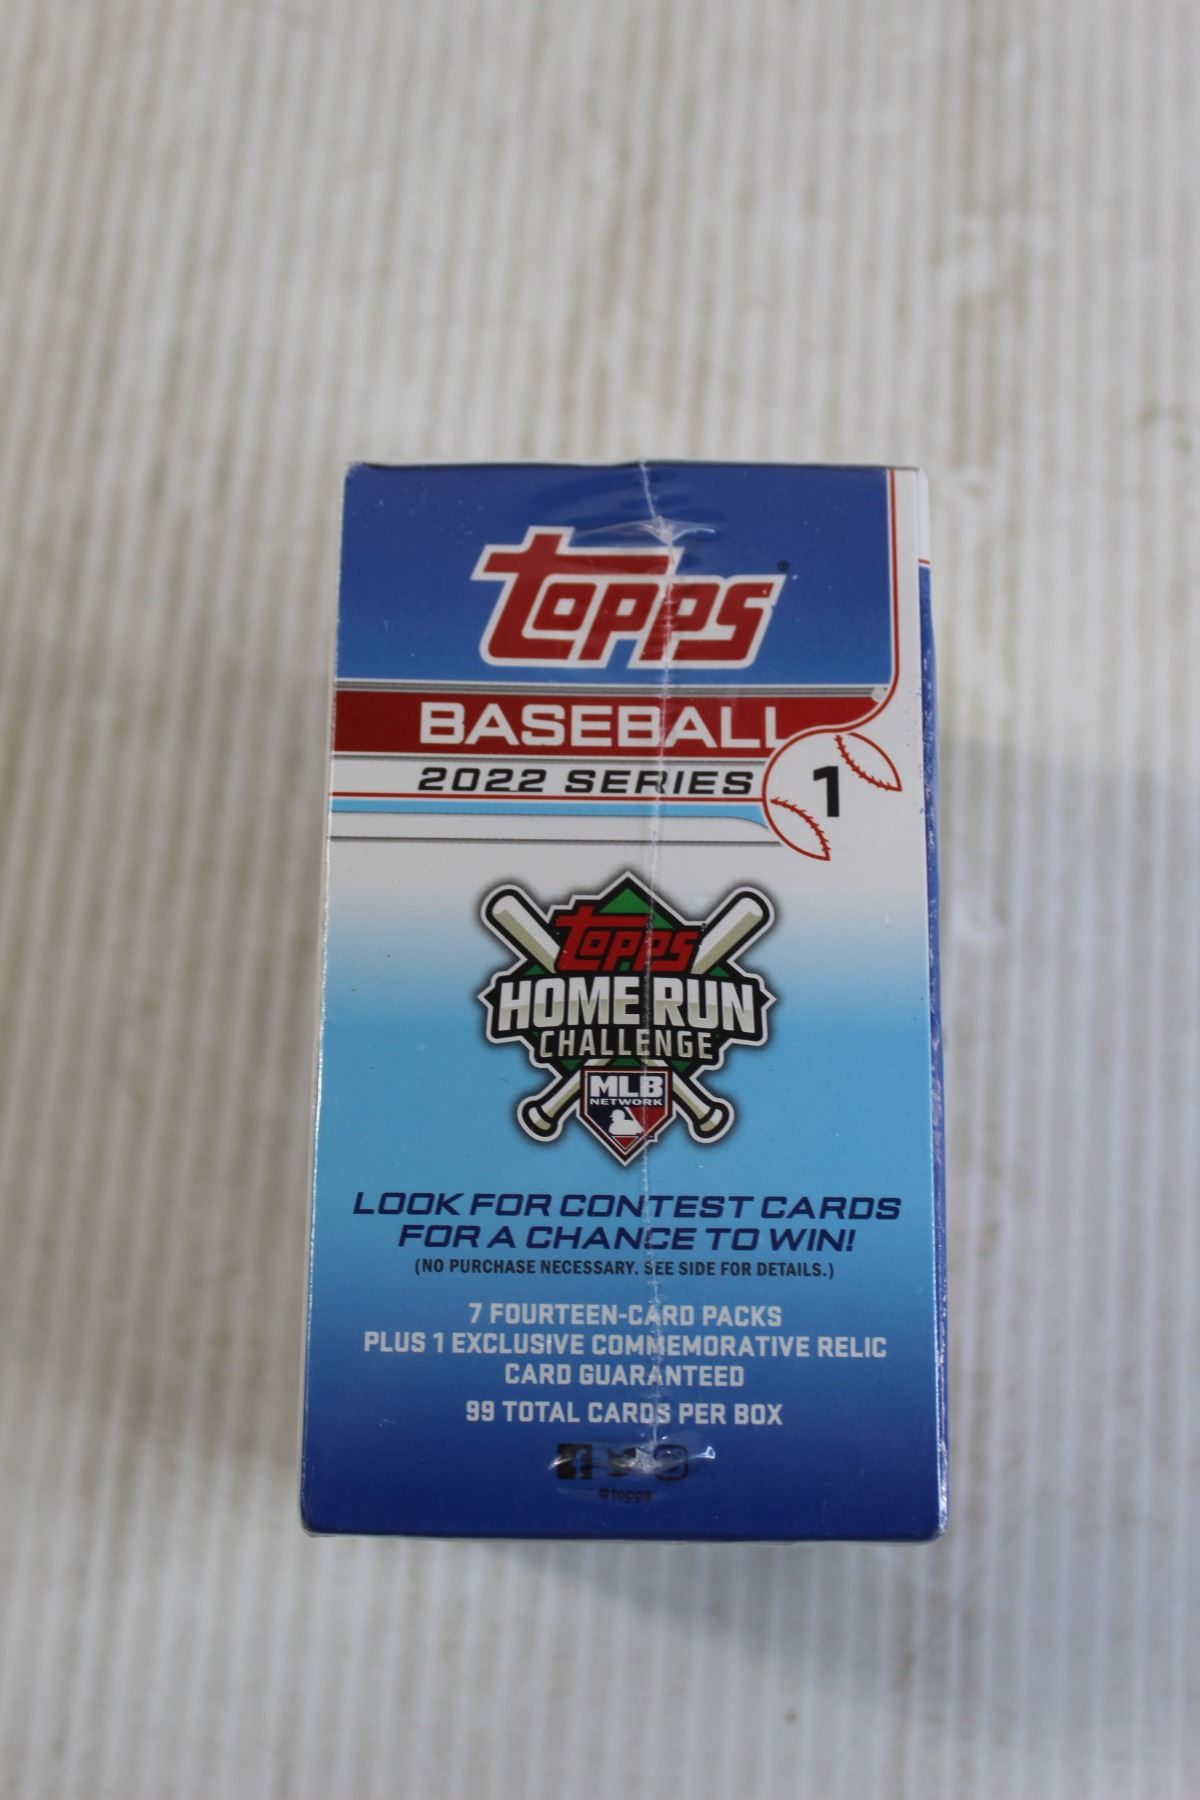 Topps®
BASEBALL
2022 SERIES 1
Topps
HOME RUN
CHALLENGE
MLB
NETWORK
LOOK FOR CONTEST CARDS
FOR A CHANCE TO WIN!
(NO PURCHASE NECESSARY. SEE SIDE FOR DETAILS.)
7 FOURTEEN-CARD PACKS
PLUS 1 EXCLUSIVE COMMEMORATIVE RELIC
CARD GUARANTEED
99 TOTAL CARDS PER BOX
@topps